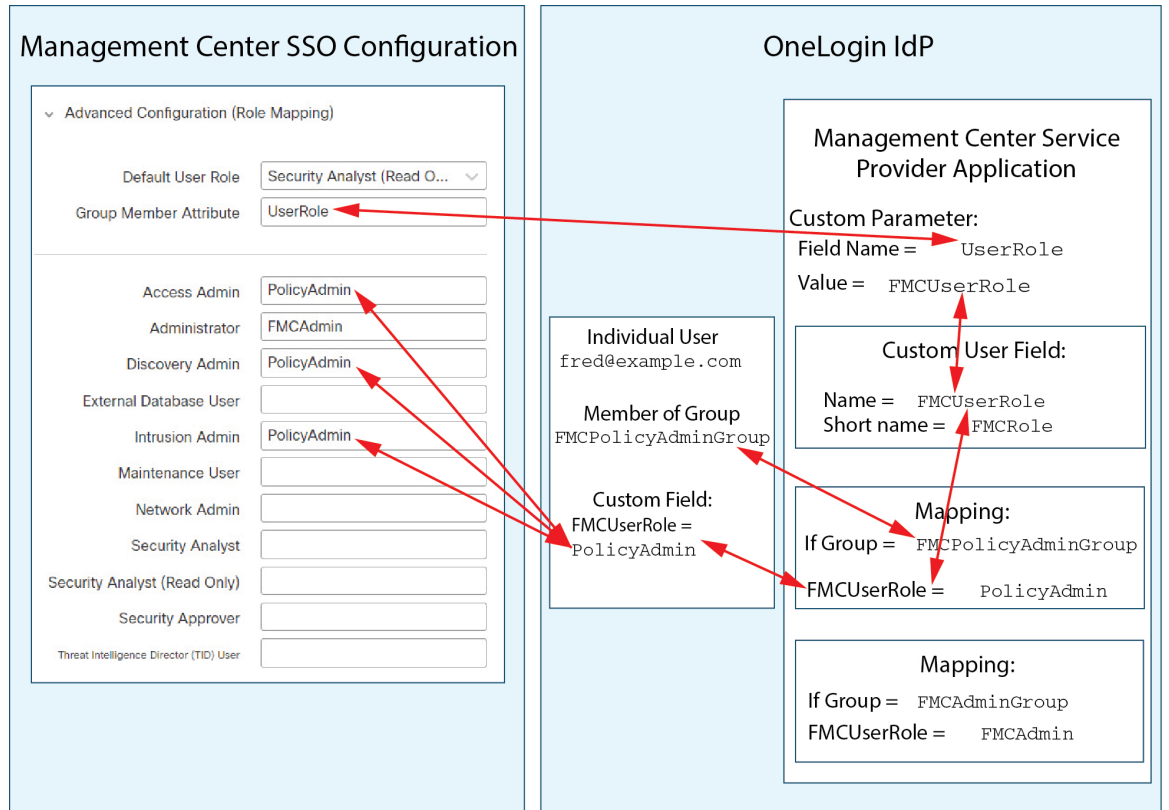 Management Center SSO Configuration
Advanced Configuration (Role Mapping)
Default User Role
Security Analyst (Read O...
Group Member Attribute
UserRole
Access Admin
PolicyAdmin
Administrator
FMCAdmin
Discovery Admin
PolicyAdmin
External Database User
Intrusion Admin
PolicyAdmin
Maintenance User
Network Admin
Security Analyst
Security Analyst (Read Only)
Security Approver
Threat Intelligence Director (TID) User
OneLogin IdP
Individual User
fred@example.com
Member of Group
FMCPolicyAdminGroup
Custom Field:
FMCUserRole =
PolicyAdmin
Management Center Service
Provider Application
Custom Parameter:
Field Name = UserRole
Value = FMCUserRole
Custom User Field:
Name = FMCUserRole
Short name = FMCRole
Mapping:
If Group = FMCPolicyAdminGroup
FMCUserRole = PolicyAdmin
Mapping:
If Group = FMCAdminGroup
FMCUserRole = FMCAdmin